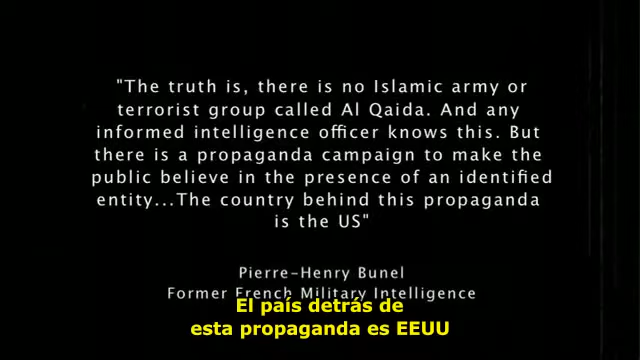 "The truth is, there is no Islamic army or
terrorist group called Al Qaida. And any
informed intelligence officer knows this. But
there is a propaganda campaign to make the
public believe in the presence of an identified
entity...The country behind this propaganda
is the US"
Pierre-Henry Bunel
Former French Military Intelligence
El país detrás de
esta propaganda es EEUU